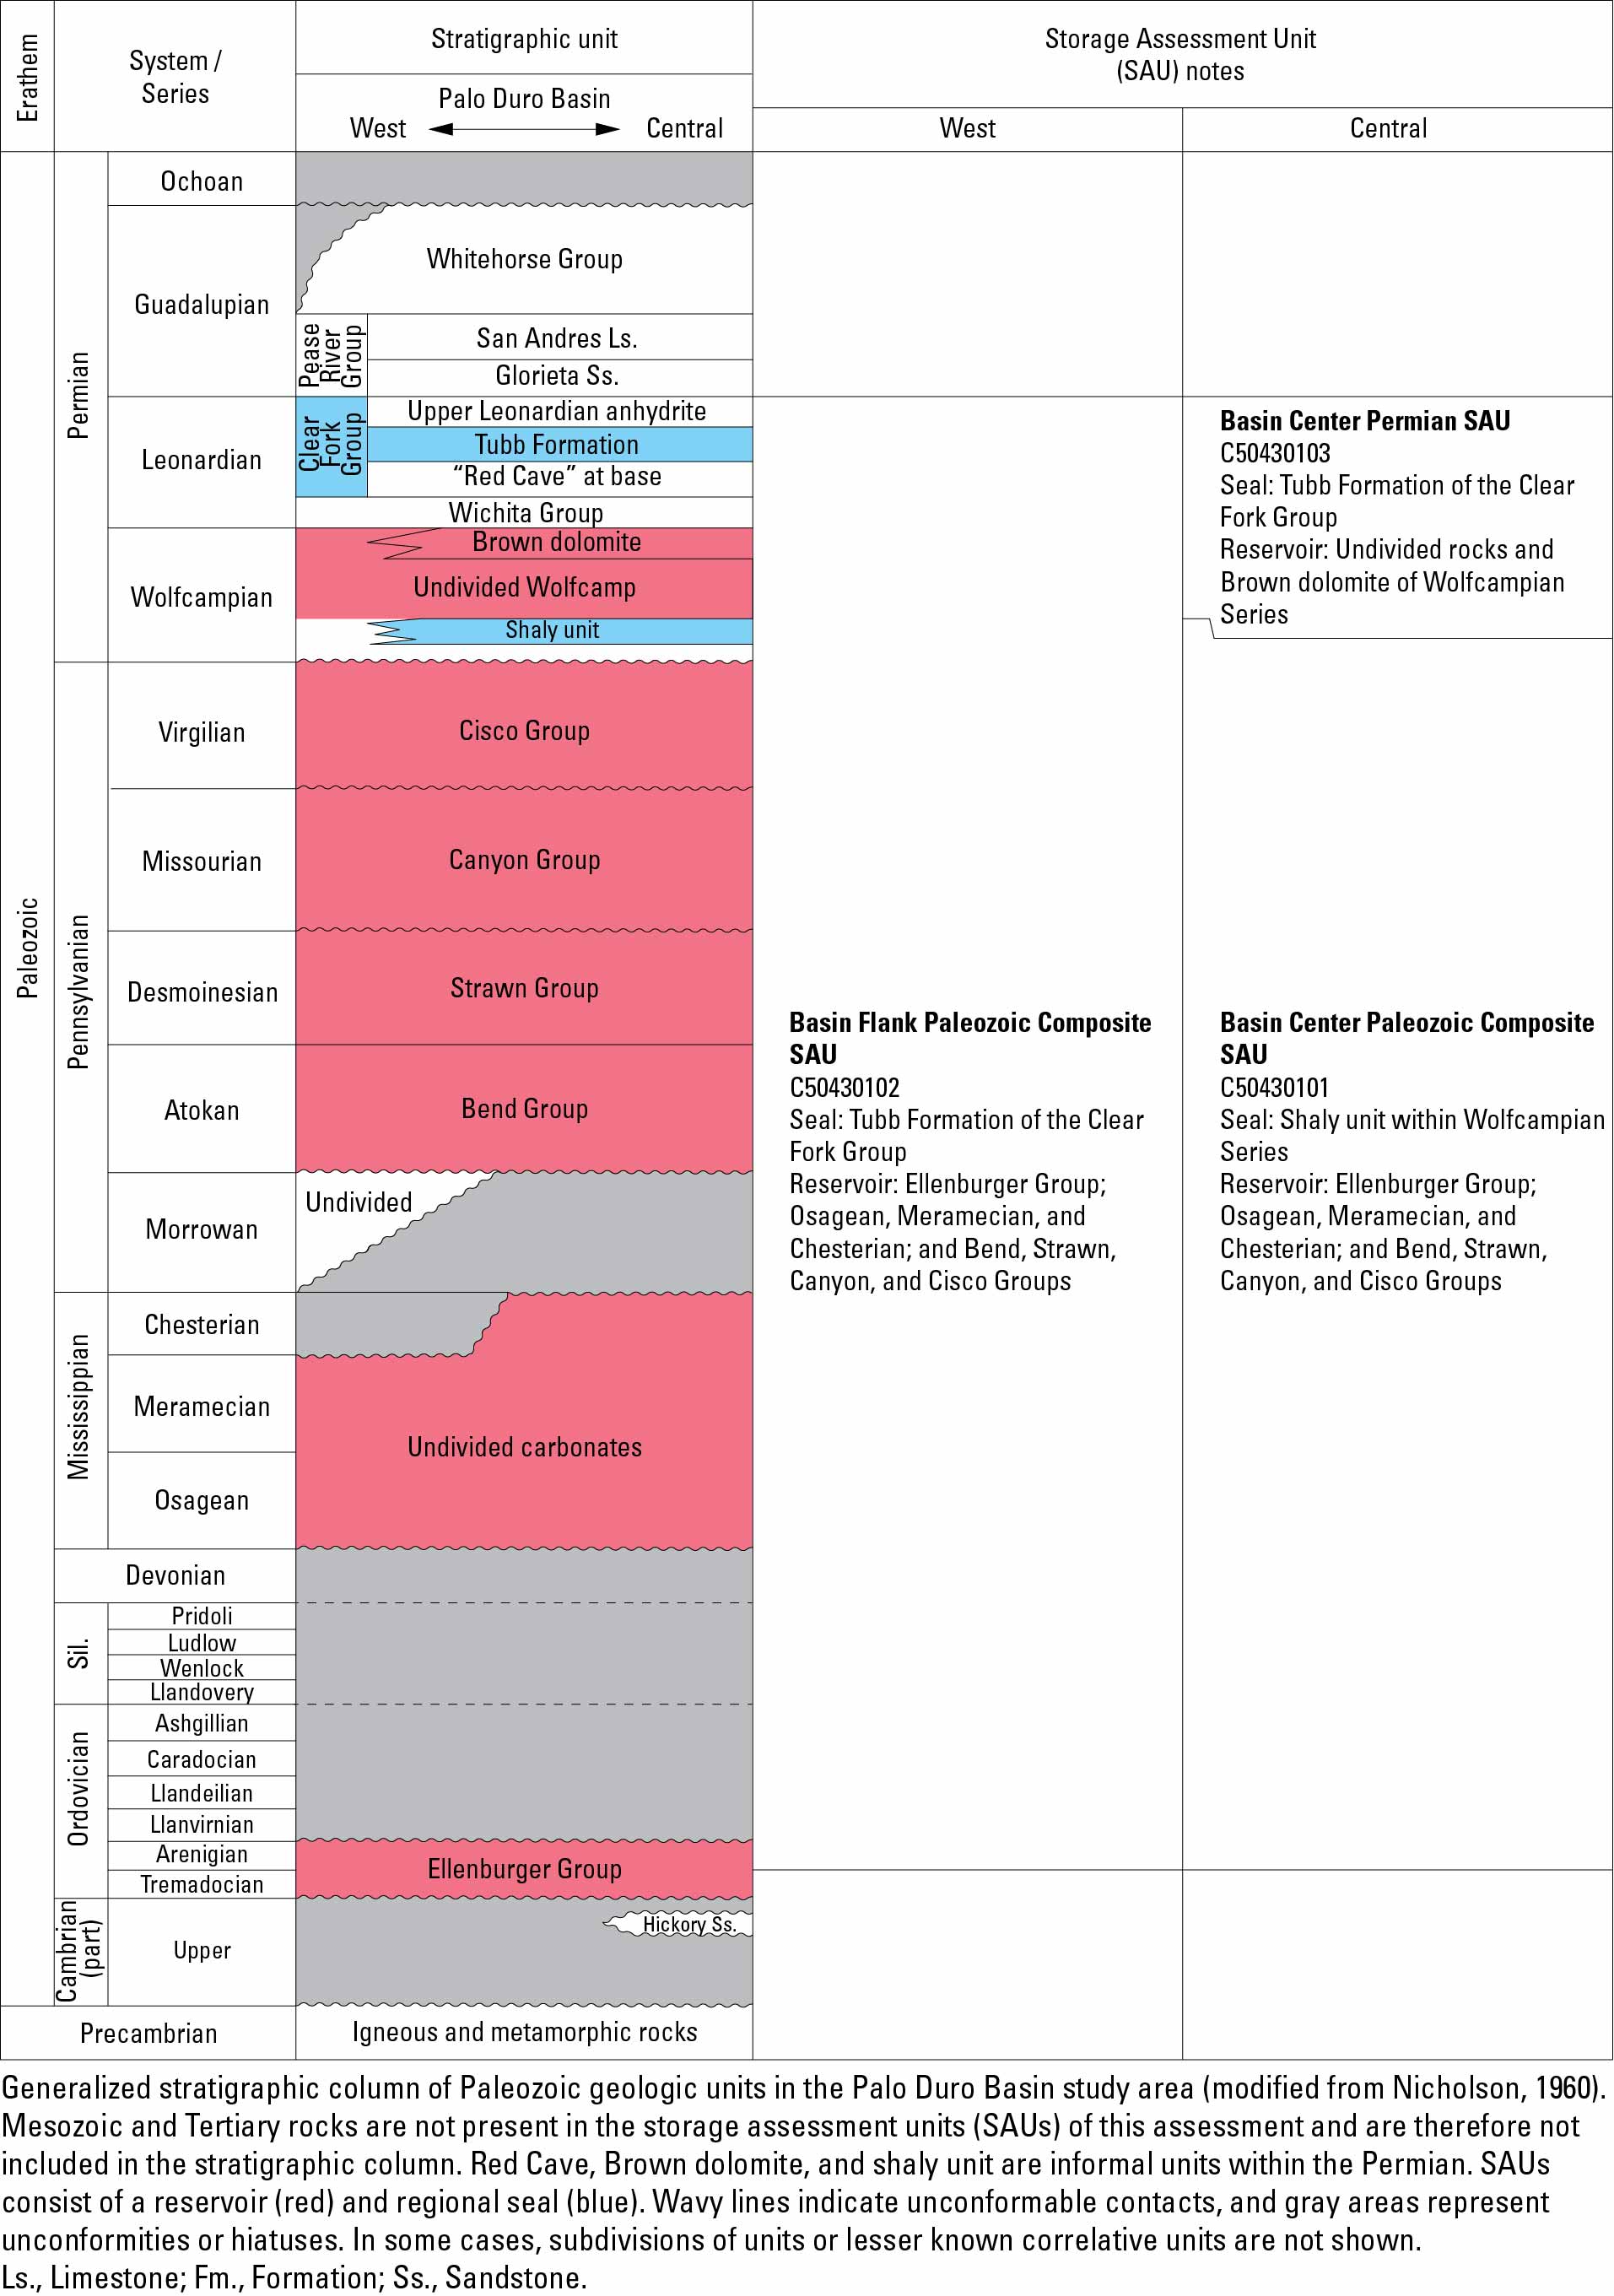 Erathem
System /
Series
Stratigraphic unit
Palo Duro Basin
West
Central
Storage Assessment Unit
(SAU) notes
West
Central
Paleozoic
Permian
Ochoan
Guadalupian
Whitehorse Group
Pease
River
Group
San Andres Ls.
Glorieta Ss.
Leonardian
Clear
Fork
Group
Upper Leonardian anhydrite
Tubb Formation
“Red Cave” at base
Wichita Group
Wolfcampian
Brown dolomite
Undivided Wolfcamp
Shaly unit
Basin Center Permian SAU
C50430103
Seal: Tubb Formation of the Clear
Fork Group
Reservoir: Undivided rocks and
Brown dolomite of Wolfcampian
Series
Pennsylvanian
Virgilian
Cisco Group
Missourian
Canyon Group
Desmoinesian
Strawn Group
Atokan
Bend Group
Morrowan
Undivided
Basin Flank Paleozoic Composite
SAU
C50430102
Seal: Tubb Formation of the Clear
Fork Group
Reservoir: Ellenburger Group;
Osagean, Meramecian, and
Chesterian; and Bend, Strawn,
Canyon, and Cisco Groups
Basin Center Paleozoic Composite
SAU
C50430101
Seal: Shaly unit within Wolfcampian
Series
Reservoir: Ellenburger Group;
Osagean, Meramecian, and
Chesterian; and Bend, Strawn,
Canyon, and Cisco Groups
Mississippian
Chesterian
Meramecian
Osagean
Undivided carbonates
Devonian
Sil.
Pridoli
Ludlow
Wenlock
Llandovery
Ordovician
Ashgillian
Caradocian
Llandeilian
Llanvirnian
Arenigian
Tremadocian
Ellenburger Group
Cambrian
(part)
Upper
Hickory Ss.
Precambrian
Igneous and metamorphic rocks
Generalized stratigraphic column of Paleozoic geologic units in the Palo Duro Basin study area (modified from Nicholson, 1960).
Mesozoic and Tertiary rocks are not present in the storage assessment units (SAUs) of this assessment and are therefore not
included in the stratigraphic column. Red Cave, Brown dolomite, and shaly unit are informal units within the Permian. SAUs
consist of a reservoir (red) and regional seal (blue). Wavy lines indicate unconformable contacts, and gray areas represent
unconformities or hiatuses. In some cases, subdivisions of units or lesser known correlative units are not shown.
Ls., Limestone; Fm., Formation; Ss., Sandstone.